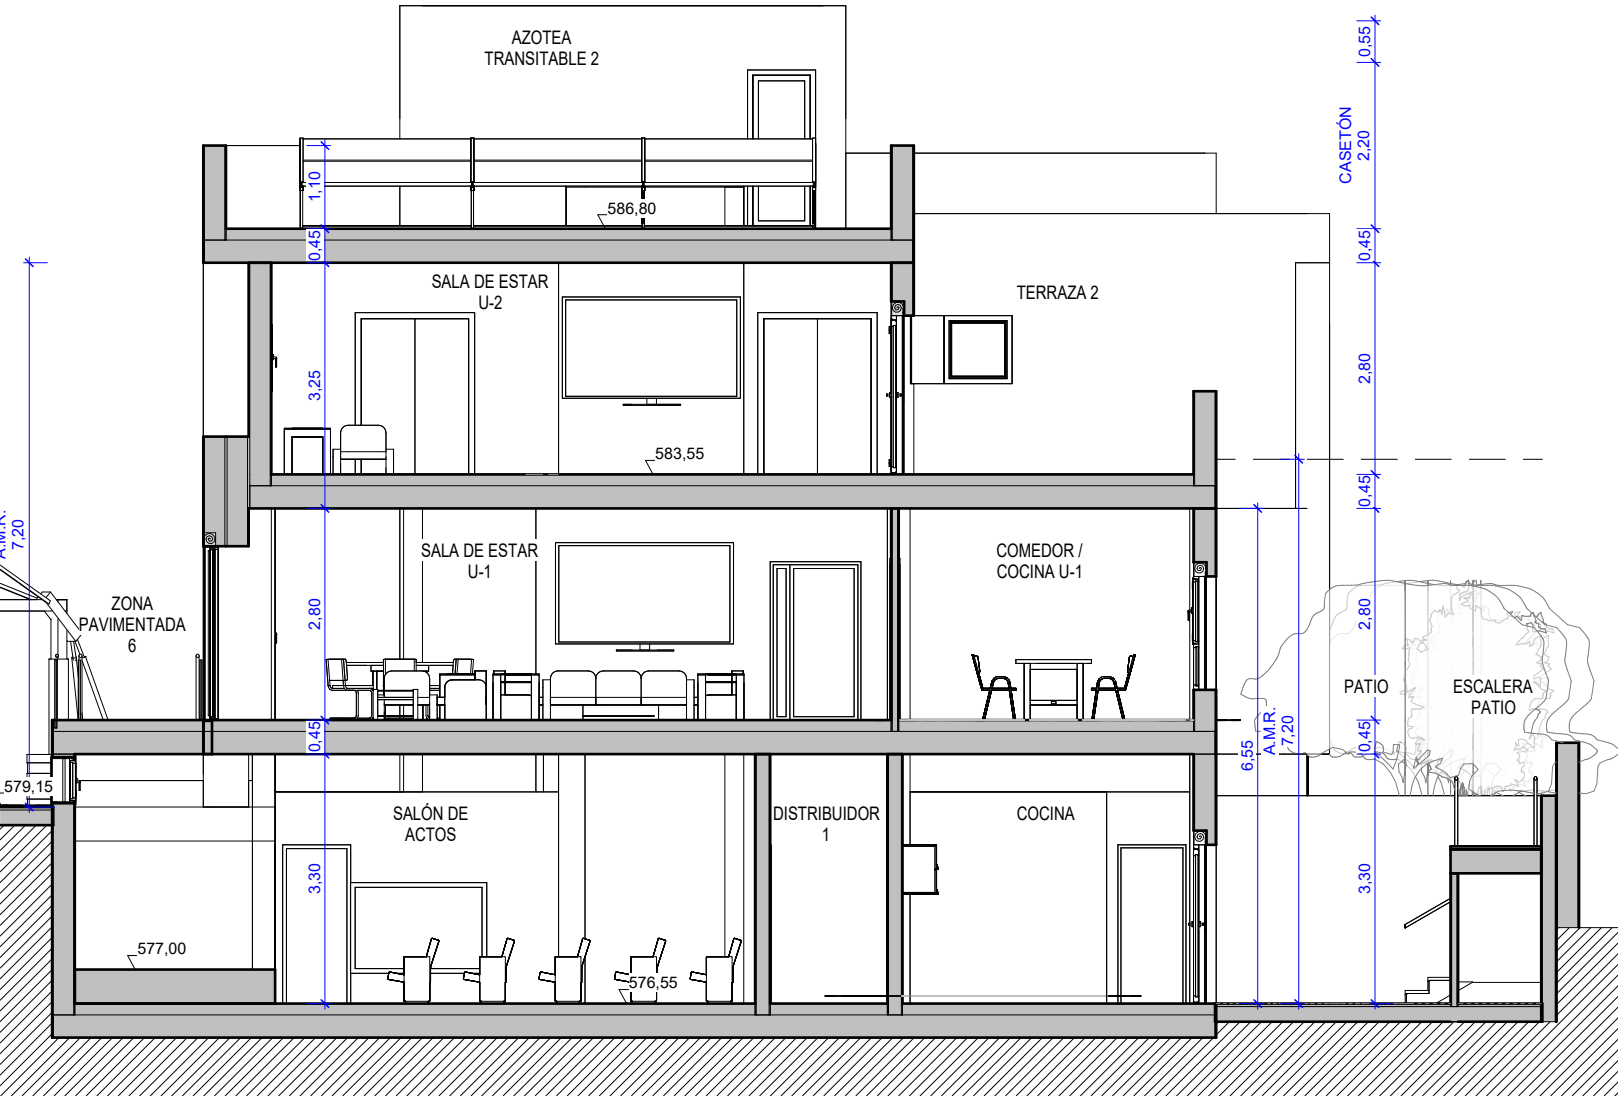 AZOTEA
TRANSITABLE 2
0,55
CASETÓN
2,20
1,10
586,80
0,45
0,45
SALA DE ESTAR
U-2
TERRAZA 2
3,25
2,80
583,55
0,45
A.M.R.
7,20
SALA DE ESTAR
U-1
COMEDOR /
COCINA U-1
ZONA
PAVIMENTADA
6
2,80
2,80
PATIO
ESCALERA
PATIO
0,45
0,45
6,55
A.M.R.
7,20
579,15
SALÓN DE
ACTOS
DISTRIBUIDOR
1
COCINA
3,30
3,30
577,00
576,55